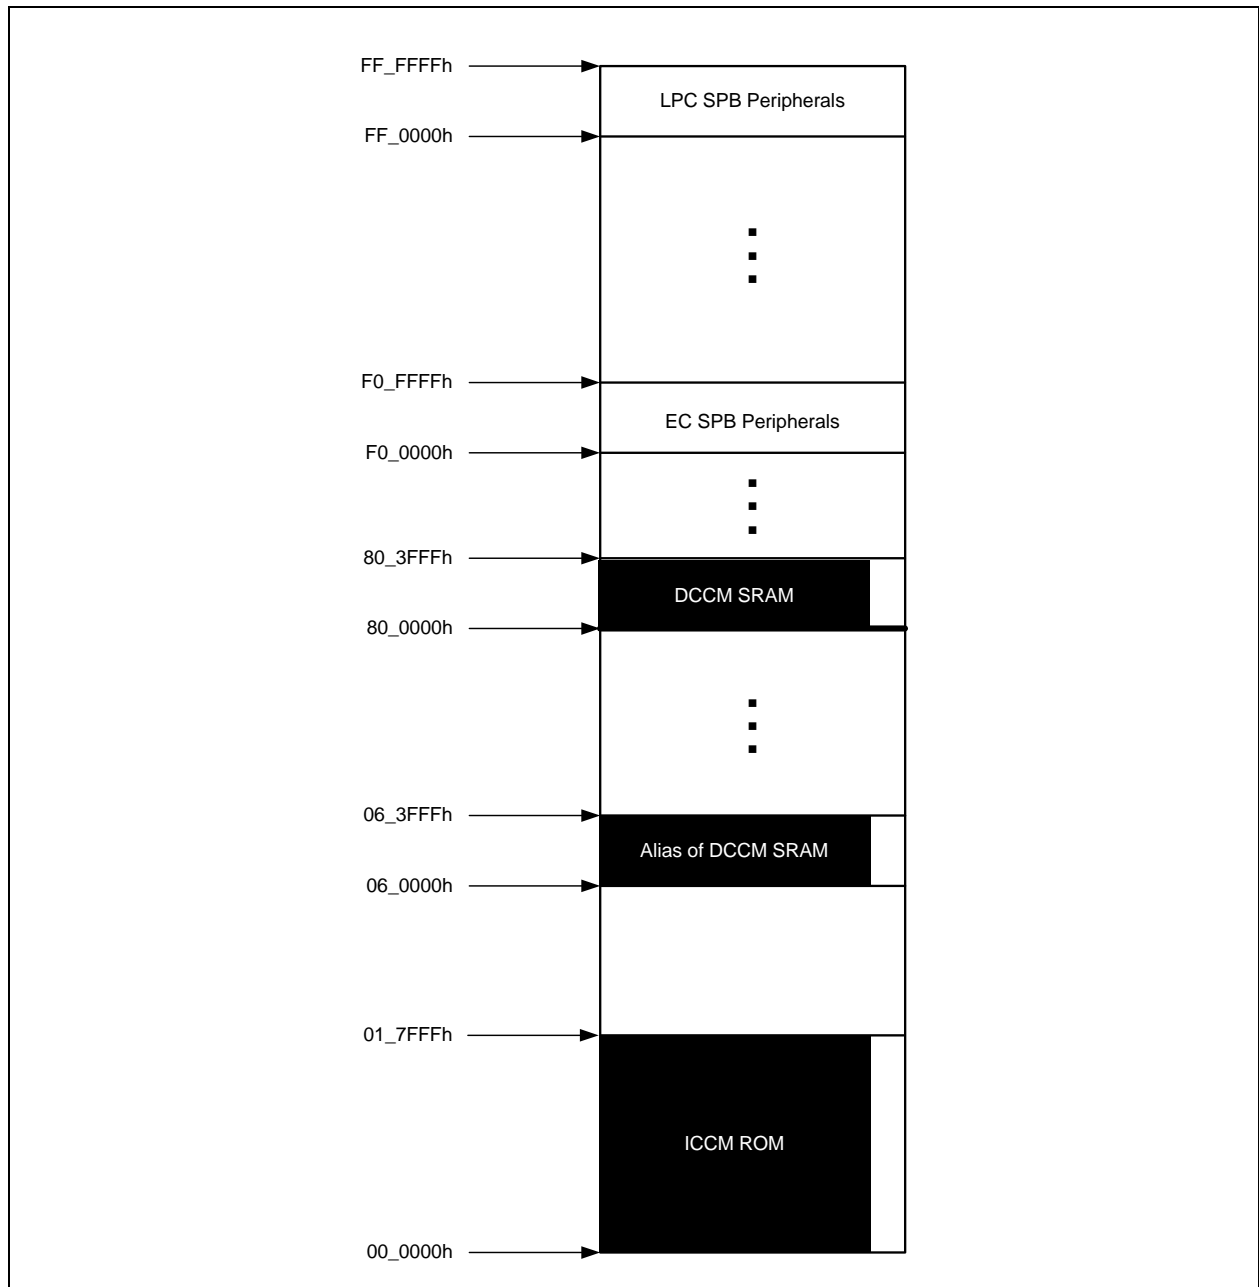 FF_FFFFh
LPC SPB Peripherals
FF_0000h
F0_FFFFh
EC SPB Peripherals
F0_0000h
80_3FFFh
DCCM SRAM
80_0000h
06_3FFFh
Alias of DCCM SRAM
06_0000h
01_7FFFh
ICCM ROM
00_0000h